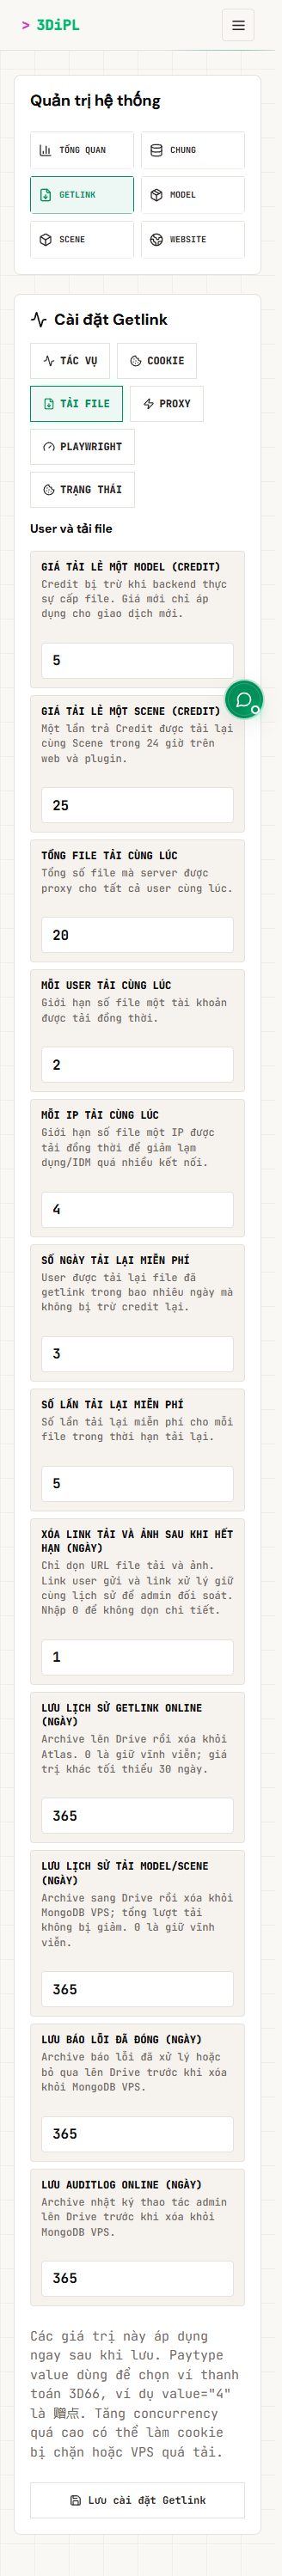 > 3DiPL
Quản trị hệ thống
TỔNG QUAN
CHUNG
GETLINK
MODEL
SCENE
WEBSITE
Cài đặt Getlink
TÁC VỤ
COOKIE
TẢI FILE
PROXY
PLAYWRIGHT
TRẠNG THÁI
User và tải file
GIÁ TẢI LẺ MỘT MODEL (CREDIT)
Credit bị trừ khi backend thực
sự cấp file. Giá mới chỉ áp
dụng cho giao dịch mới.
5
GIÁ TẢI LẺ MỘT SCENE (CREDIT)
Một lần trả Credit được tải lại
cùng Scene trong 24 giờ trên
web và plugin.
25
TỔNG FILE TẢI CÙNG LÚC
Tổng số file mà server được
proxy cho tất cả user cùng lúc.
20
MỖI USER TẢI CÙNG LÚC
Giới hạn số file một tài khoản
được tải đồng thời.
2
MỖI IP TẢI CÙNG LÚC
Giới hạn số file một IP được
tải đồng thời để giảm lạm
dụng/IDM quá nhiều kết nối.
4
SỐ NGÀY TẢI LẠI MIỄN PHÍ
User được tải lại file đã
getlink trong bao nhiêu ngày mà
không bị trừ credit lại.
3
SỐ LẦN TẢI LẠI MIỄN PHÍ
Số lần tải lại miễn phí cho mỗi
file trong thời hạn tải lại.
5
XÓA LINK TẢI VÀ ẢNH SAU KHI HẾT
HẠN (NGÀY)
Chỉ dọn URL file tải và ảnh.
Link user gửi và link xử lý giữ
cùng lịch sử để admin đối soát.
Nhập 0 để không dọn chi tiết.
1
LƯU LỊCH SỬ GETLINK ONLINE
(NGÀY)
Archive lên Drive rồi xóa khỏi
Atlas. 0 là giữ vĩnh viễn; giá
trị khác tối thiểu 30 ngày.
365
LƯU LỊCH SỬ TẢI MODEL/SCENE
(NGÀY)
Archive sang Drive rồi xóa khỏi
MongoDB VPS; tổng lượt tải
không bị giảm. 0 là giữ vĩnh
viễn.
365
LƯU BÁO LỖI ĐÃ ĐÓNG (NGÀY)
Archive báo lỗi đã xử lý hoặc
bỏ qua lên Drive trước khi xóa
khỏi MongoDB VPS.
365
LƯU AUDITLOG ONLINE (NGÀY)
Archive nhật ký thao tác admin
lên Drive trước khi xóa khỏi
MongoDB VPS.
365
Các giá trị này áp dụng
ngay sau khi lưu. Paytype
value dùng để chọn ví thanh
toán 3D66, ví dụ value="4"
là 赠点. Tăng concurrency
quá cao có thể làm cookie
bị chặn hoặc VPS quá tải.
Lưu cài đặt Getlink